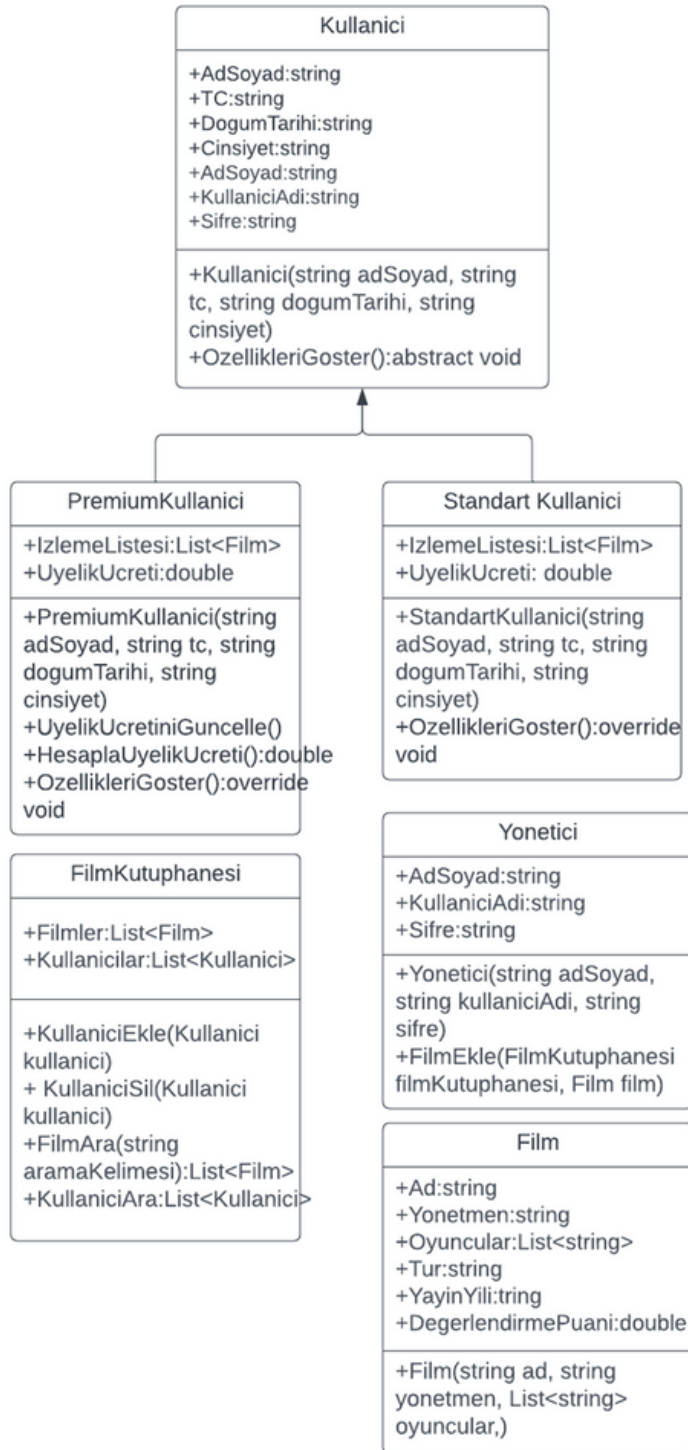 Kullanici
+AdSoyad:string
+TC:string
+DogumTarihi:string
+Cinsiyet:string
+AdSoyad:string
+KullaniciAdi:string
+Sifre:string
+Kullanici(string adSoyad, string
tc, string dogumTarihi, string
cinsiyet)
+OzellikleriGoster():abstract void
PremiumKullanici
+IzlemeListesi:List<Film>
+UyelikUcreti:double
+PremiumKullanici(string
adSoyad, string tc, string
dogumTarihi, string
cinsiyet)
+UyelikUcretiniGuncelle()
+HesaplaUyelikUcreti():double
+OzellikleriGoster():override
void
Standart Kullanici
+IzlemeListesi:List<Film>
+UyelikUcreti: double
+StandartKullanici(string
adSoyad, string tc, string
dogumTarihi, string
cinsiyet)
+OzellikleriGoster():override
void
FilmKutuphanesi
+Filmler:List<Film>
+Kullanicilar:List<Kullanici>
+KullaniciEkle(Kullanici
kullanici)
+ KullaniciSil(Kullanici
kullanici)
+FilmAra(string
aramaKelimesi):List<Film>
+KullaniciAra:List<Kullanici>
Yonetici
+AdSoyad:string
+KullaniciAdi:string
+Sifre:string
+Yonetici(string adSoyad,
string kullaniciAdi, string
sifre)
+FilmEkle(FilmKutuphanesi
filmKutuphanesi, Film film)
Film
+Ad:string
+Yonetmen:string
+Oyuncular:List<string>
+Tur:string
+YayinYili:tring
+DegerlendirmePuani:double
+Film(string ad, string
yonetmen, List<string>
oyuncular,)